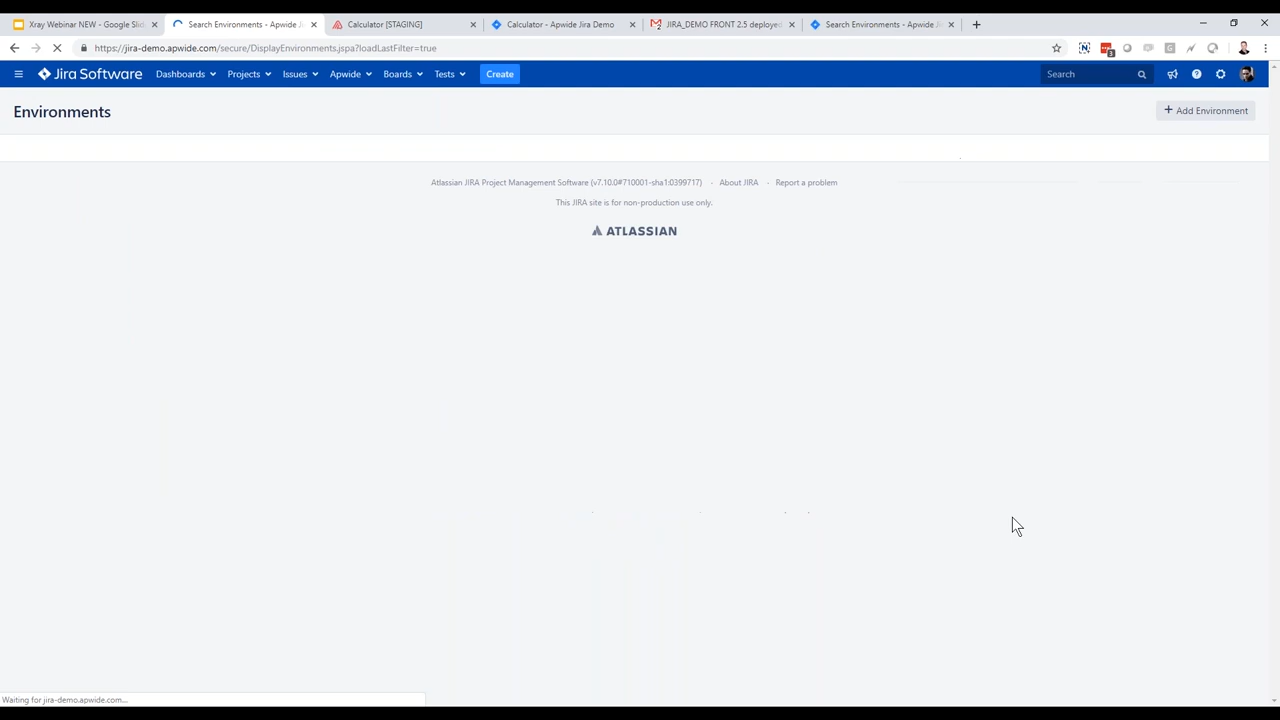 Xray Webinar NEW - Google Slid
Search Environments - Apwide Ji
Calculator [STAGING]
Calculator - Apwide Jira Demo
JIRA_DEMO FRONT 2.5 deployed
Search Environments - Apwide Ji
https://jira-demo.apwide.com/secure/DisplayEnvironments.jspa?loadLastFilter=true
3
Jira Software Dashboards Projects Issues Apwide Boards Tests Create Search
Environments
+ Add Environment
Atlassian JIRA Project Management Software (v7.10.0#710001-sha1:0399717) · About JIRA · Report a problem
This JIRA site is for non-production use only.
ATLASSIAN
Waiting for jira-demo.apwide.com...